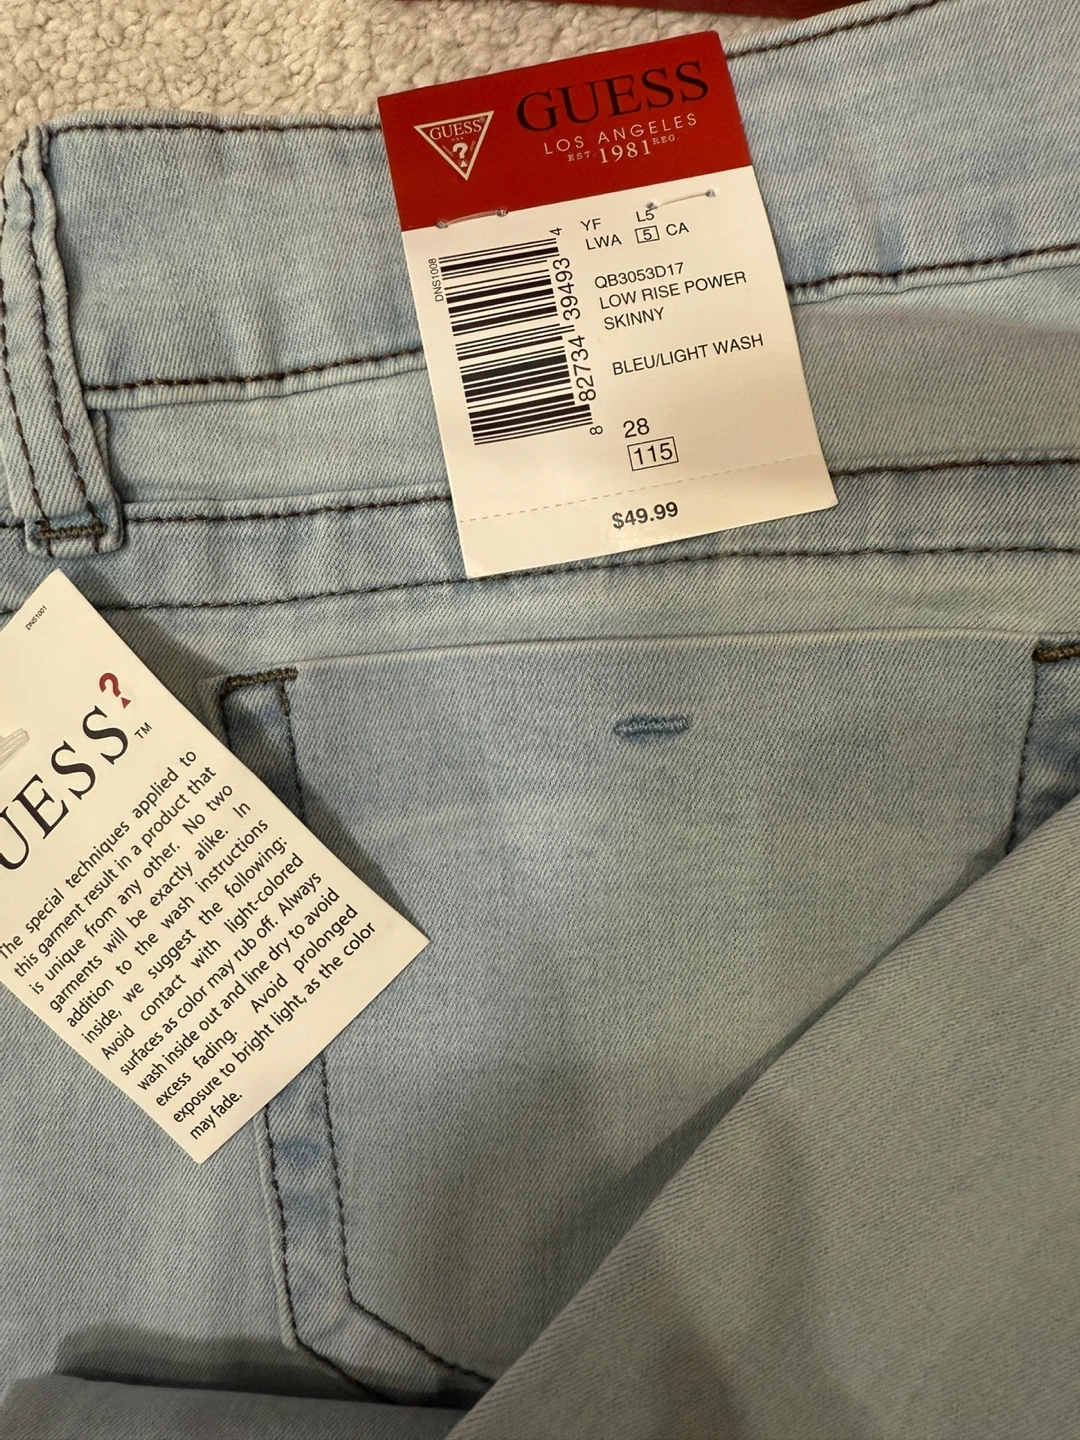 GUESS
LOS ANGELES
EST. 1981 REG.
GUESS®
U.S.A.
?
YF L5
LWA 5 CA
DNS1008
QB3053D17
LOW RISE POWER
SKINNY
BLEU/LIGHT WASH
8 82734 39493 4
28
115
$49.99
DNS1001
UESS?™
The special techniques applied to
this garment result in a product that
is unique from any other. No two
garments will be exactly alike. In
addition to the wash instructions
inside, we suggest the following:
Avoid contact with light-colored
surfaces as color may rub off. Always
wash inside out and line dry to avoid
excess fading. Avoid prolonged
exposure to bright light, as the color
may fade.